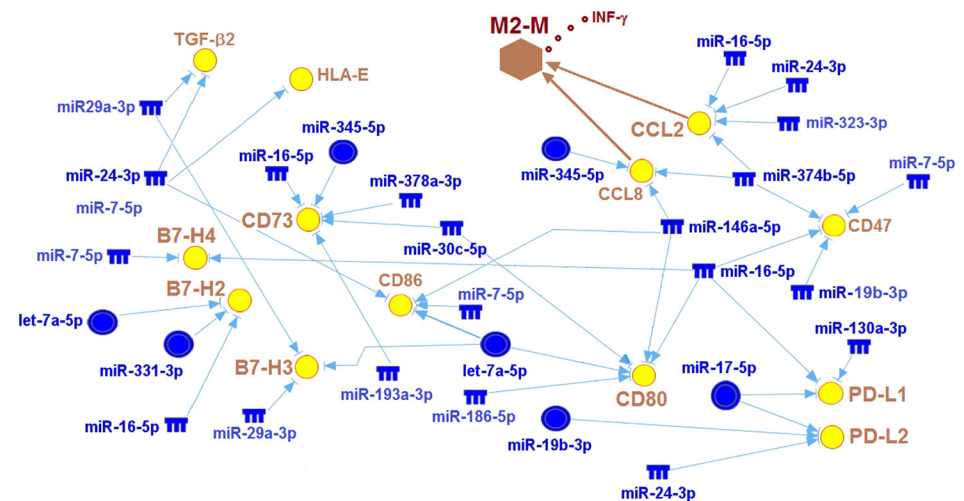 M2-M
INF-γ
TGF-β2
HLA-E
miR-16-5p
miR-24-3p
miR29a-3p
miR-345-5p
CCL2
miR-323-3p
miR-16-5p
miR-345-5p
miR-7-5p
miR-24-3p
miR-378a-3p
CCL8
miR-374b-5p
miR-7-5p
CD73
miR-146a-5p
CD47
B7-H4
miR-30c-5p
miR-7-5p
CD86
miR-16-5p
B7-H2
miR-7-5p
miR-19b-3p
let-7a-5p
miR-130a-3p
miR-331-3p
B7-H3
let-7a-5p
miR-17-5p
miR-193a-3p
CD80
PD-L1
miR-186-5p
miR-16-5p
miR-29a-3p
miR-19b-3p
PD-L2
miR-24-3p